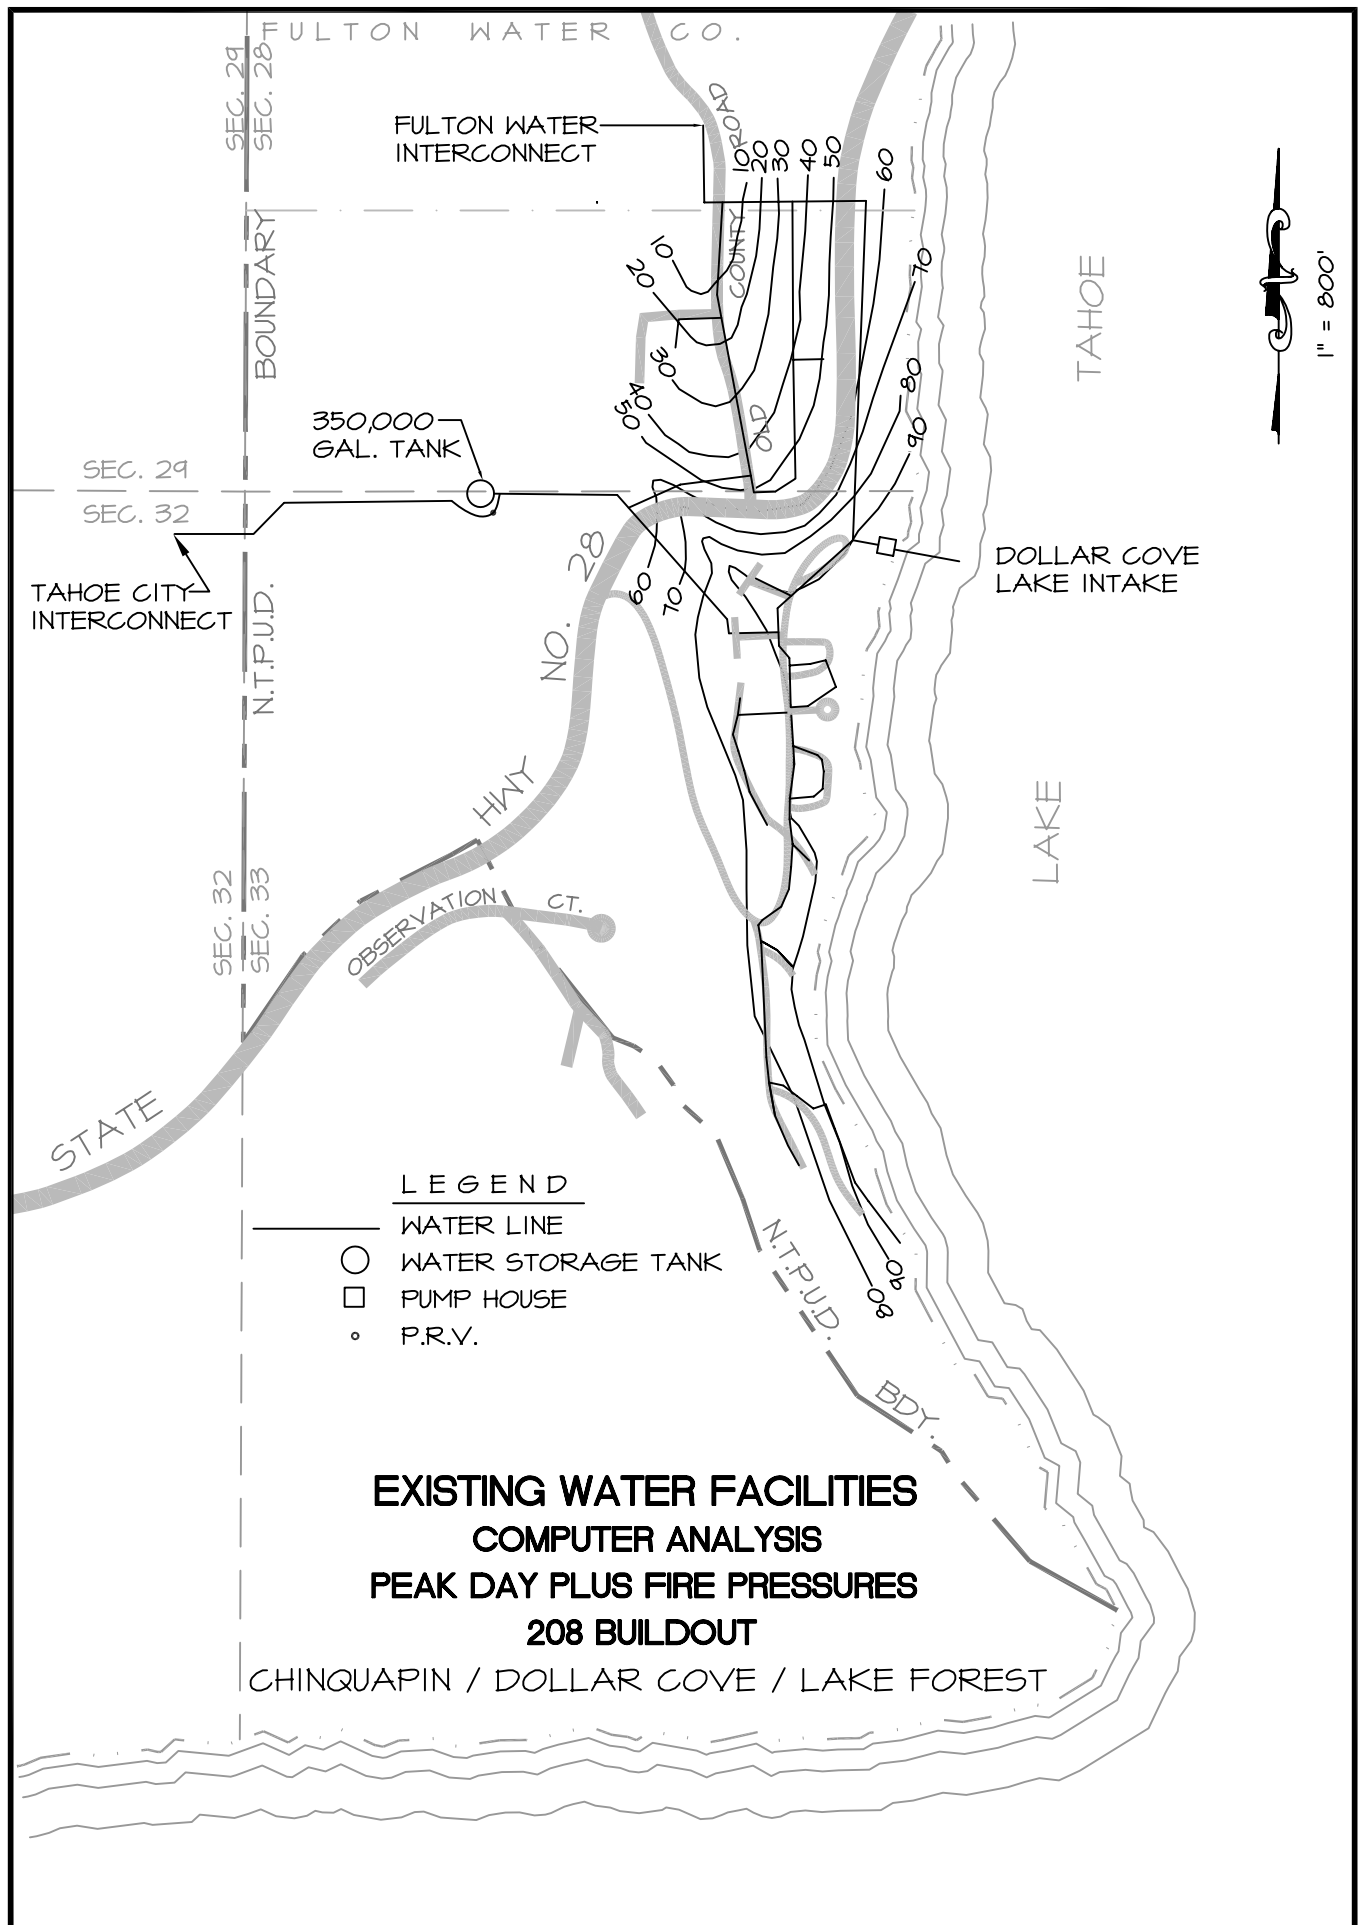 FULTON WATER CO.
SEC. 29
SEC. 28
ROAD
FULTON WATER
INTERCONNECT
10
20
30
40
50
60
BOUNDARY
COUNTY
10
20
70
TAHOE
1" = 800'
30
40
50
80
90
OLD
350,000
GAL. TANK
SEC. 29
SEC. 32
28
DOLLAR COVE
LAKE INTAKE
TAHOE CITY
INTERCONNECT
N.T.P.U.D.
60
70
NO.
HWY
LAKE
SEC. 32
SEC. 33
OBSERVATION CT.
STATE
LEGEND
WATER LINE
WATER STORAGE TANK
PUMP HOUSE
P.R.V.
N.T.P.U.D.
90
80
BDY.
EXISTING WATER FACILITIES
COMPUTER ANALYSIS
PEAK DAY PLUS FIRE PRESSURES
208 BUILDOUT
CHINQUAPIN / DOLLAR COVE / LAKE FOREST